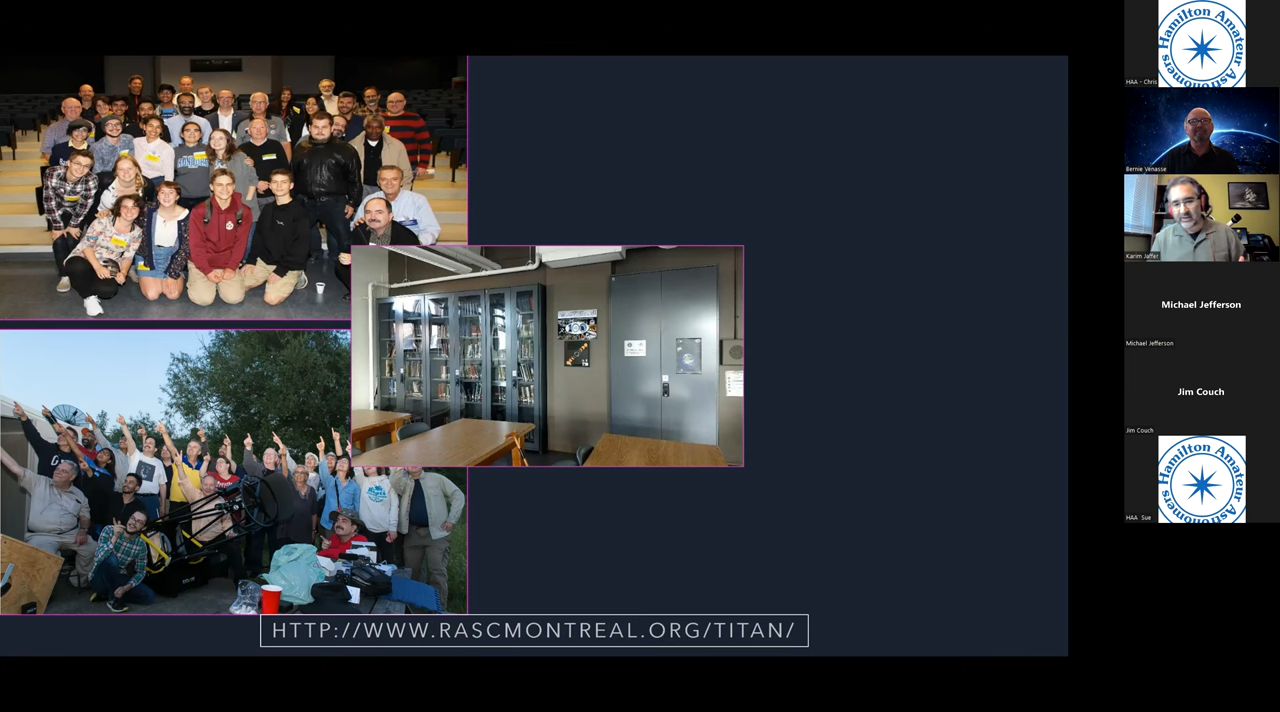 HTTP://WWW.RASCMONTREAL.ORG/TITAN/
Hamilton Amateur Astronomers
HAA - Chris
Bernie Venasse
Karim Jaffer
Michael Jefferson
Michael Jefferson
Jim Couch
Jim Couch
Hamilton Amateur Astronomers
HAA Sue